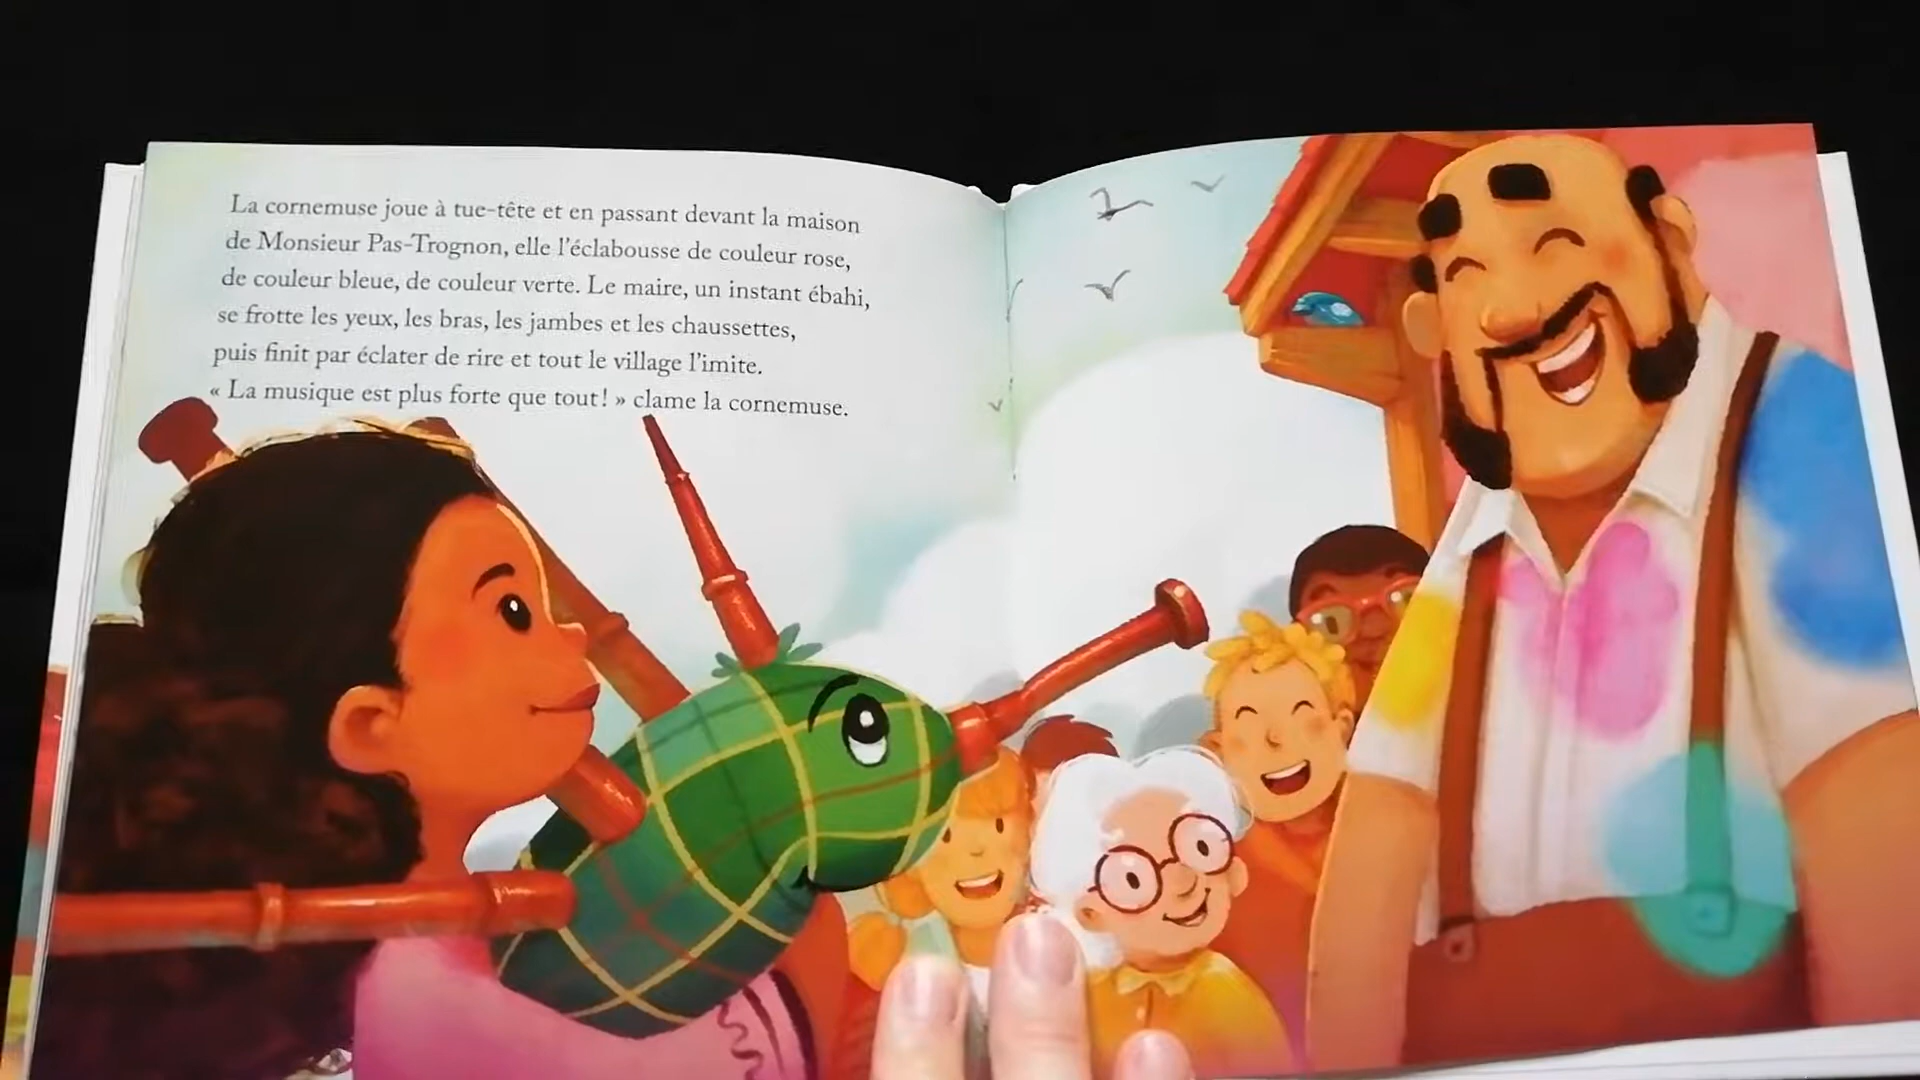 La cornemuse joue à tue-tête et en passant devant la maison
de Monsieur Pas-Trognon, elle l'éclabousse de couleur rose,
de couleur bleue, de couleur verte. Le maire, un instant ébahi,
se frotte les yeux, les bras, les jambes et les chaussettes,
puis finit par éclater de rire et tout le village l'imite.
« La musique est plus forte que tout ! » clame la cornemuse.